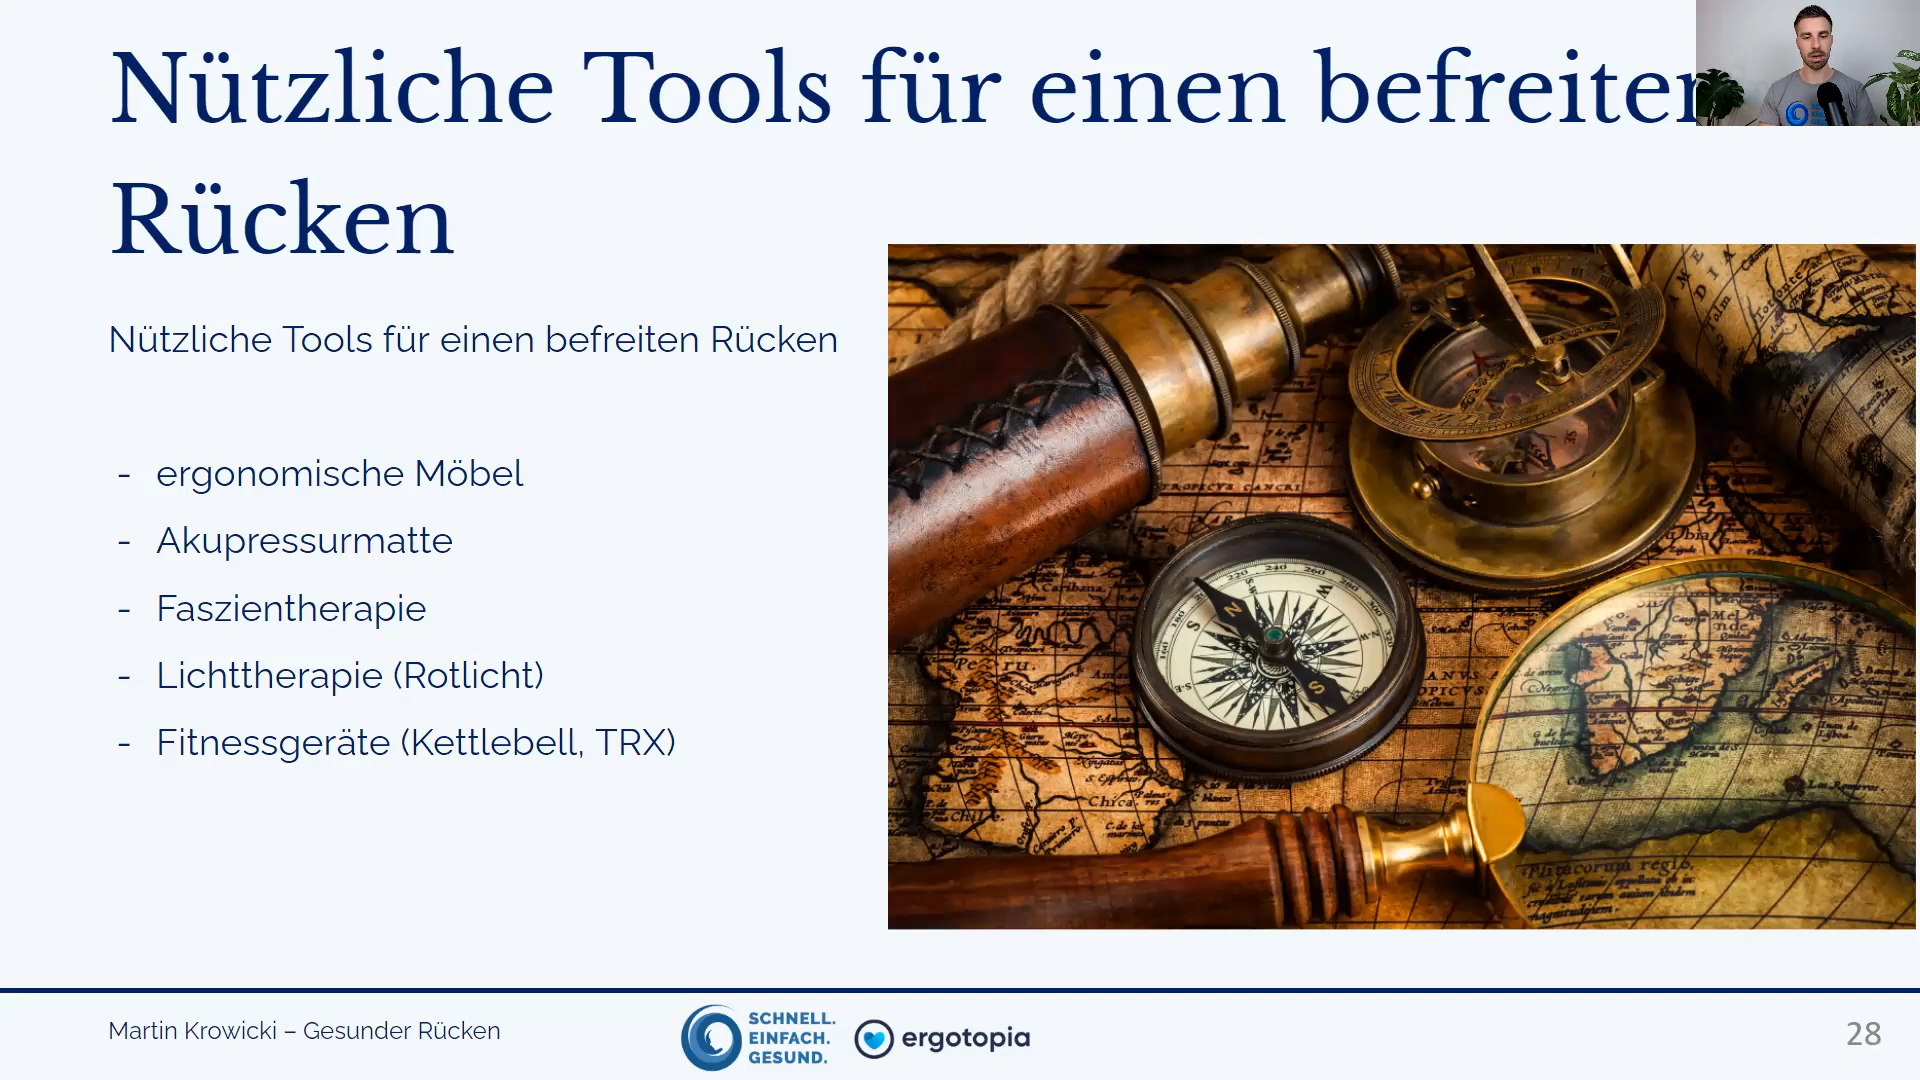 Nützliche Tools für einen befreiten
Rücken
Nützliche Tools für einen befreiten Rücken
- ergonomische Möbel
- Akupressurmatte
- Faszientherapie
- Lichttherapie (Rotlicht)
- Fitnessgeräte (Kettlebell, TRX)
Martin Krowicki – Gesunder Rücken
SCHNELL.
EINFACH.
GESUND.
ergotopia
28